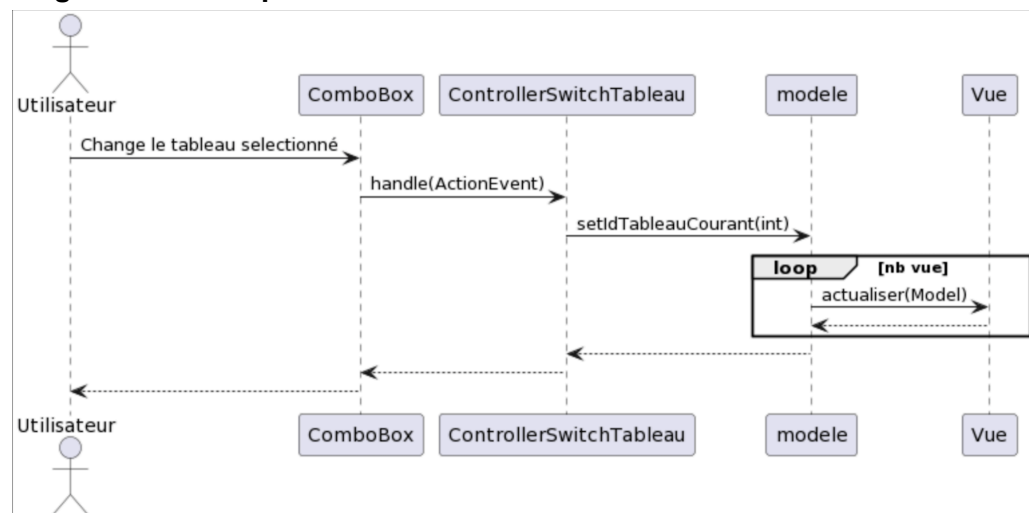 Utilisateur
ComboBox
ControllerSwitchTableau
modele
Vue
Change le tableau selectionné
handle(ActionEvent)
setIdTableauCourant(int)
loop
[nb vue]
actualiser(Model)
Utilisateur
ComboBox
ControllerSwitchTableau
modele
Vue